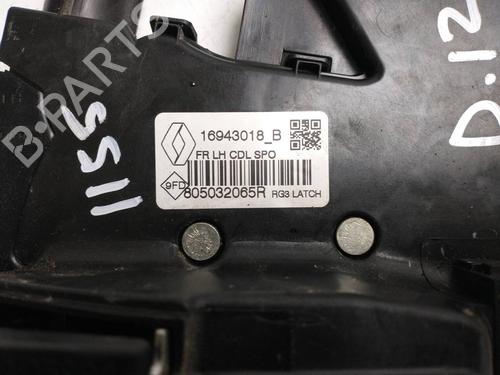 B-PARTS
1155
D.12
16943018_B
FR LH CDL SPO
9FD
805032065R
RG3 LATCH